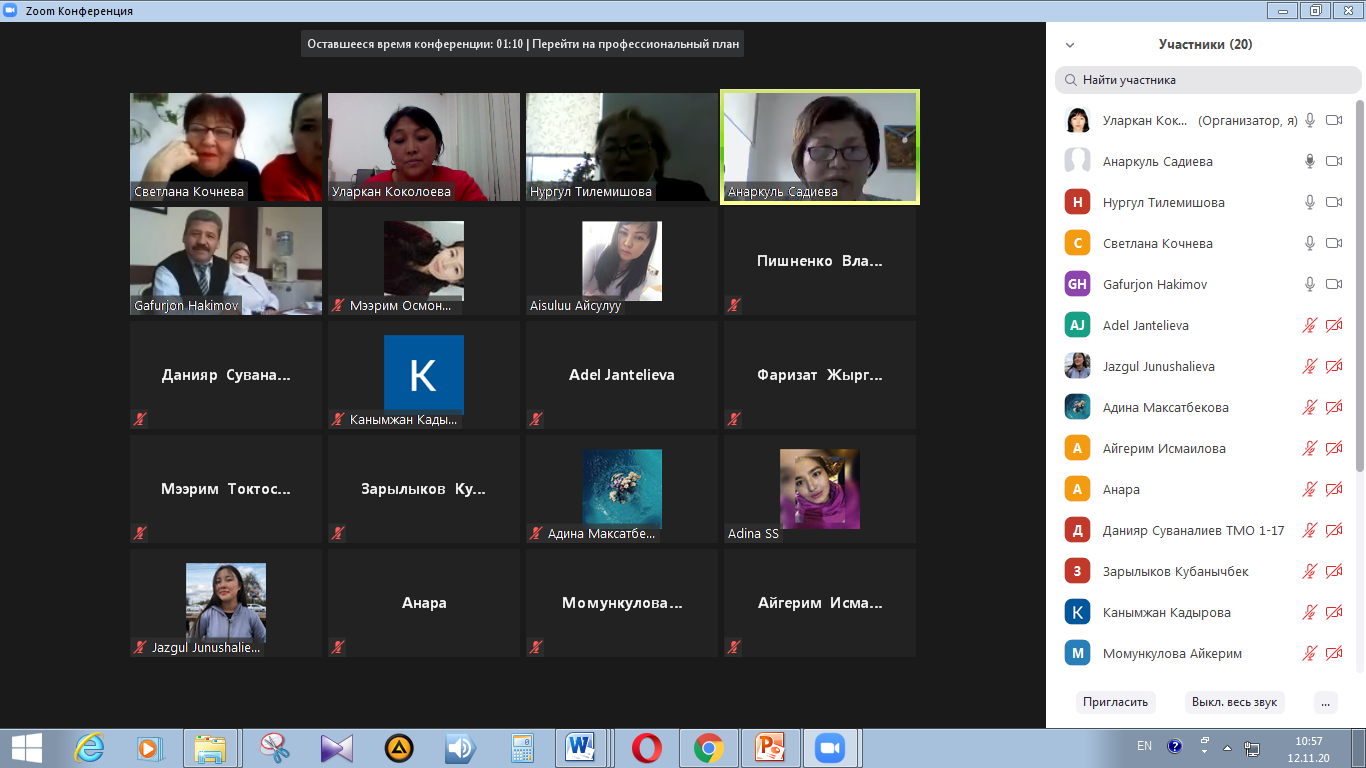 Zoom Конференция
Оставшееся время конференции: 01:10 | Перейти на профессиональный план
Светлана Кочнева
Уларкан Коколоева
Нургул Тилемишова
Анаркуль Садиева
Gafurjon Hakimov
Мээрим Осмон...
Aisuluu Айсулуу
Пишненко Вла...
Данияр Сувана...
K
Канымжан Кады...
Adel Jantelieva
Фаризат Жырг...
Мээрим Токтос...
Зарылыков Ку...
Адина Максатбе...
Adina SS
Jazgul Junushalie...
Анара
Момункулова...
Айгерим Исма...
Участники (20)
Найти участника
Уларкан Кок... (Организатор, я)
Анаркуль Садиева
Н Нургул Тилемишова
С Светлана Кочнева
GH Gafurjon Hakimov
AJ Adel Jantelieva
Jazgul Junushalieva
Адина Максатбекова
А Айгерим Исмаилова
А Анара
Д Данияр Суваналиев ТМО 1-17
З Зарылыков Кубанычбек
К Канымжан Кадырова
М Момункулова Айкерим
Пригласить
Выкл. весь звук
...
EN
10:57
12.11.20